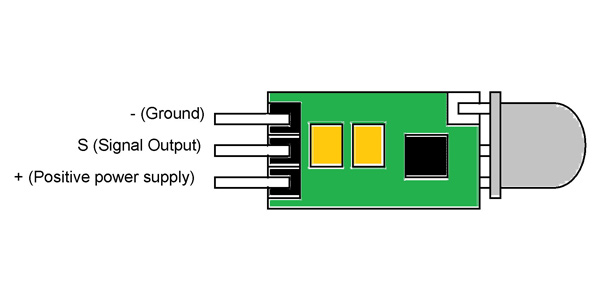 - (Ground)
S (Signal Output)
+ (Positive power supply)